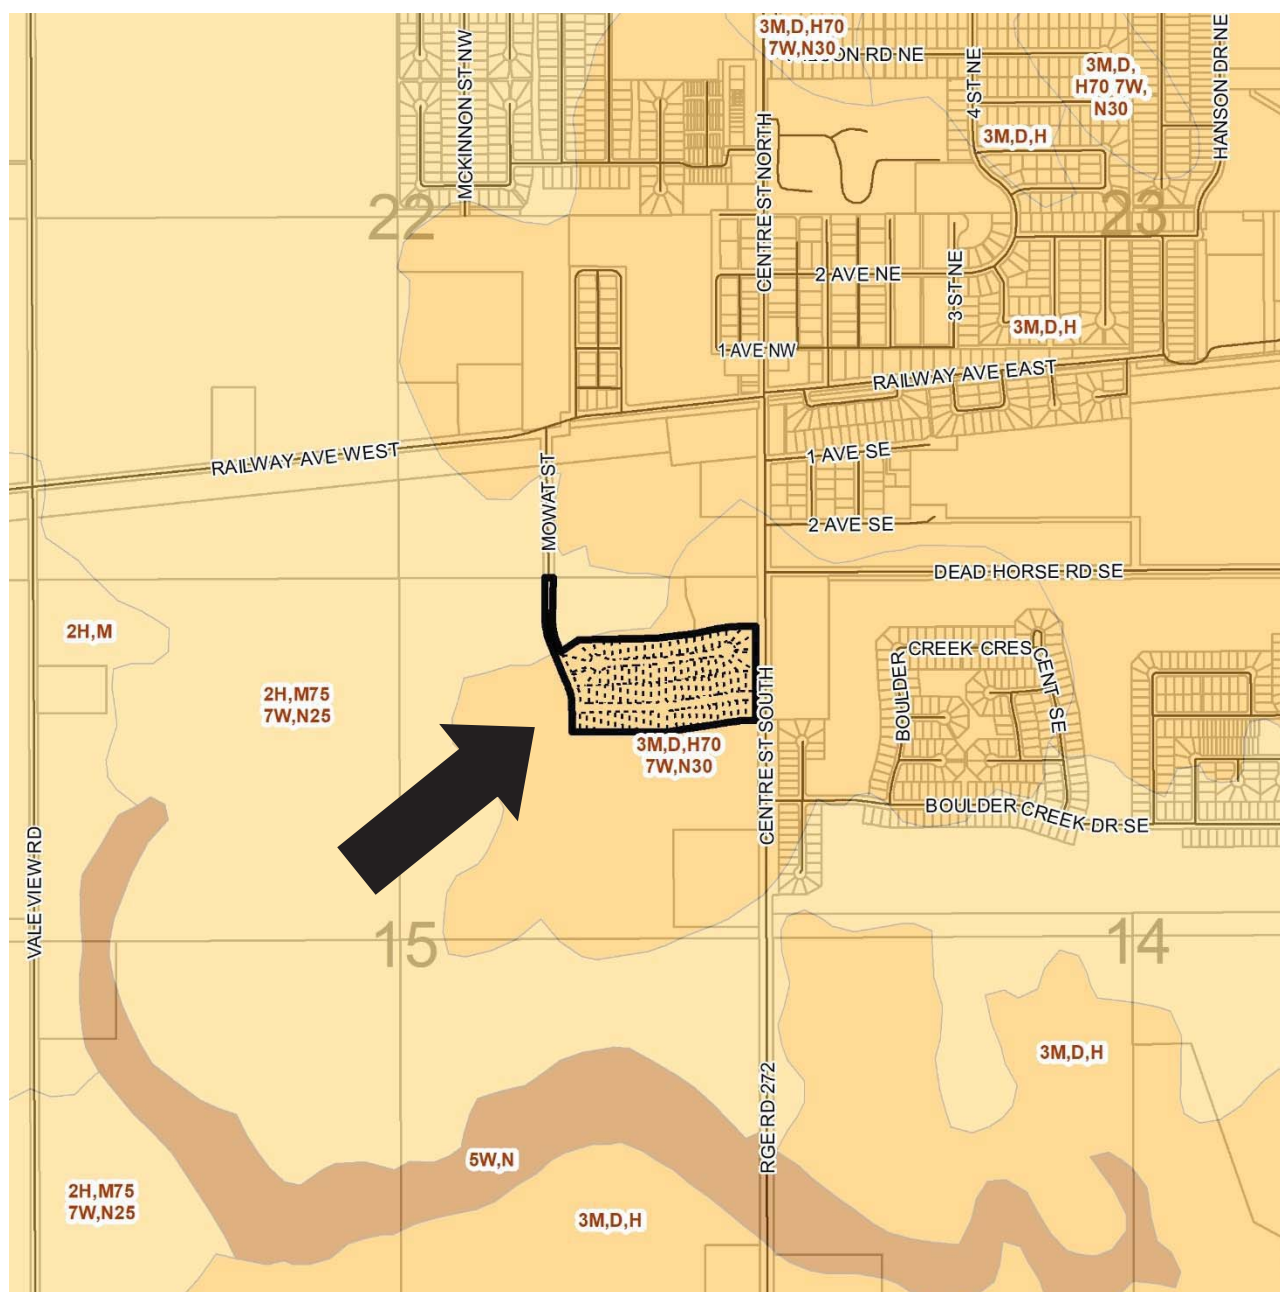 3M,D,H70
7W,N30
RD NE
MCKINNON ST NW
4 ST NE
3M,D,
H70 7W,
N30
HANSON DR NE
3M,D,H
22
23
CENTRE ST NORTH
2 AVE NE
3 ST NE
3M,D,H
1 AVE NW
RAILWAY AVE EAST
RAILWAY AVE WEST
1 AVE SE
MOWAT ST
2 AVE SE
DEAD HORSE RD SE
2H,M
2H,M75
7W,N25
BOULDER
CREEK CRES
CENT SE
3M,D,H70
7W,N30
CENTRE ST SOUTH
BOULDER CREEK DR SE
VALE VIEW RD
15
14
3M,D,H
RGE RD 272
5W,N
2H,M75
7W,N25
3M,D,H